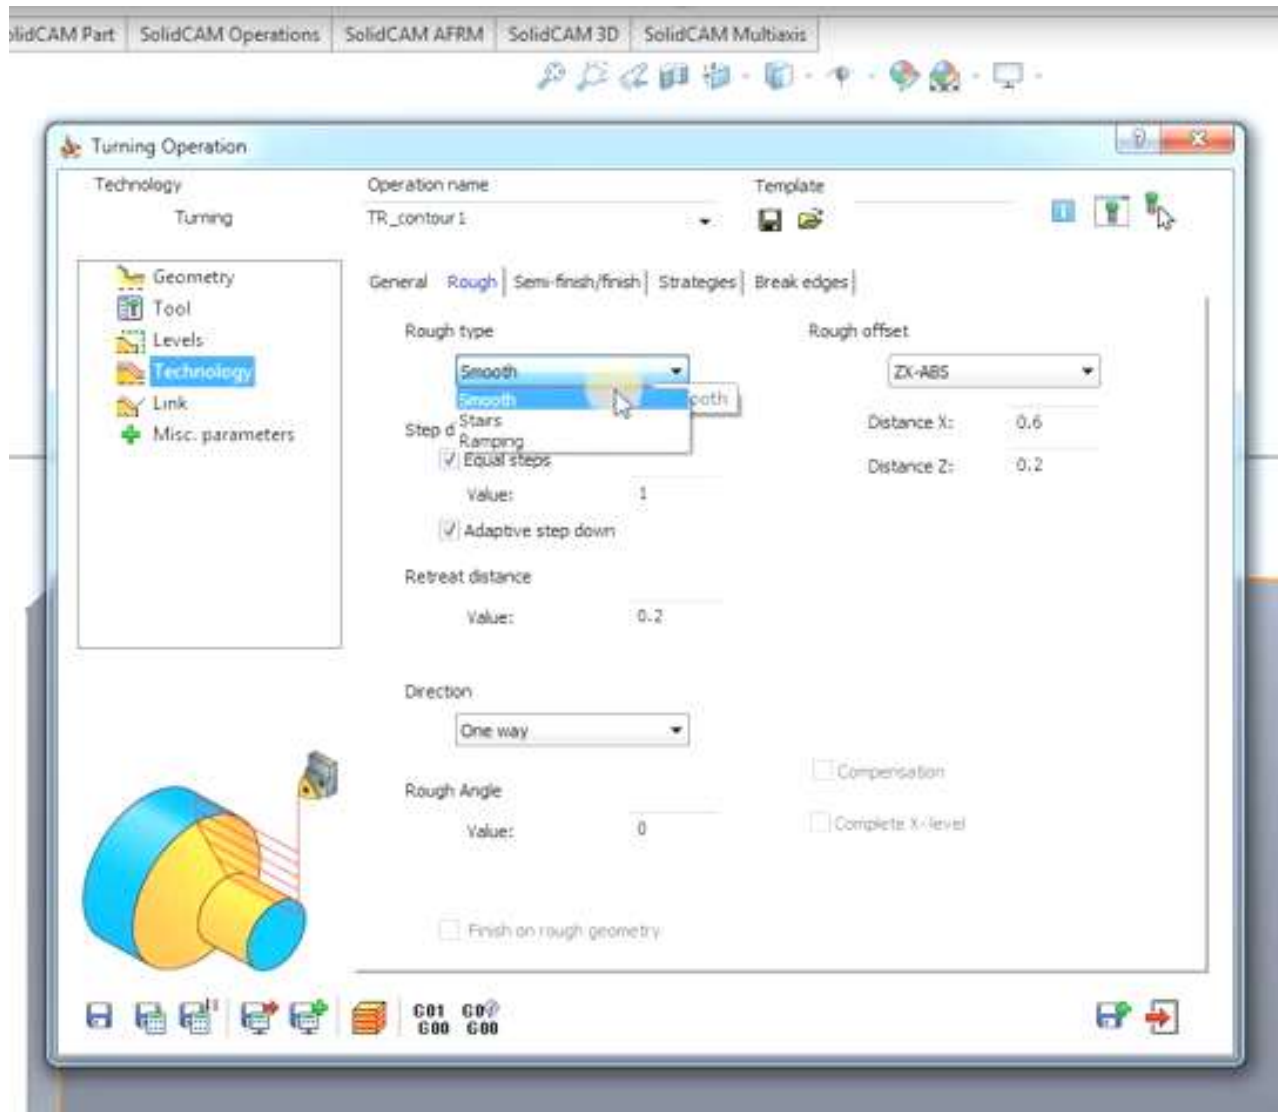 olidCAM Part SolidCAM Operations SolidCAM AFRM SolidCAM 3D SolidCAM Multiaxis
Turning Operation
Technology Operation name Template
Turning TR_contour1
Geometry
Tool
Levels
Technology
Link
Misc. parameters
General Rough Semi-finish/finish Strategies Break edges
Rough type Rough offset
Smooth ZX-ABS
Smooth ooth
Stairs
Ramping
Step d
Distance X: 0.6
Equal steps Distance Z: 0.2
Value: 1
Adaptive step down
Retreat distance
Value: 0.2
Direction
One way
Compensation
Rough Angle
Value: 0 Complete X-level
Finish on rough geometry
G01 G00
G00 G00